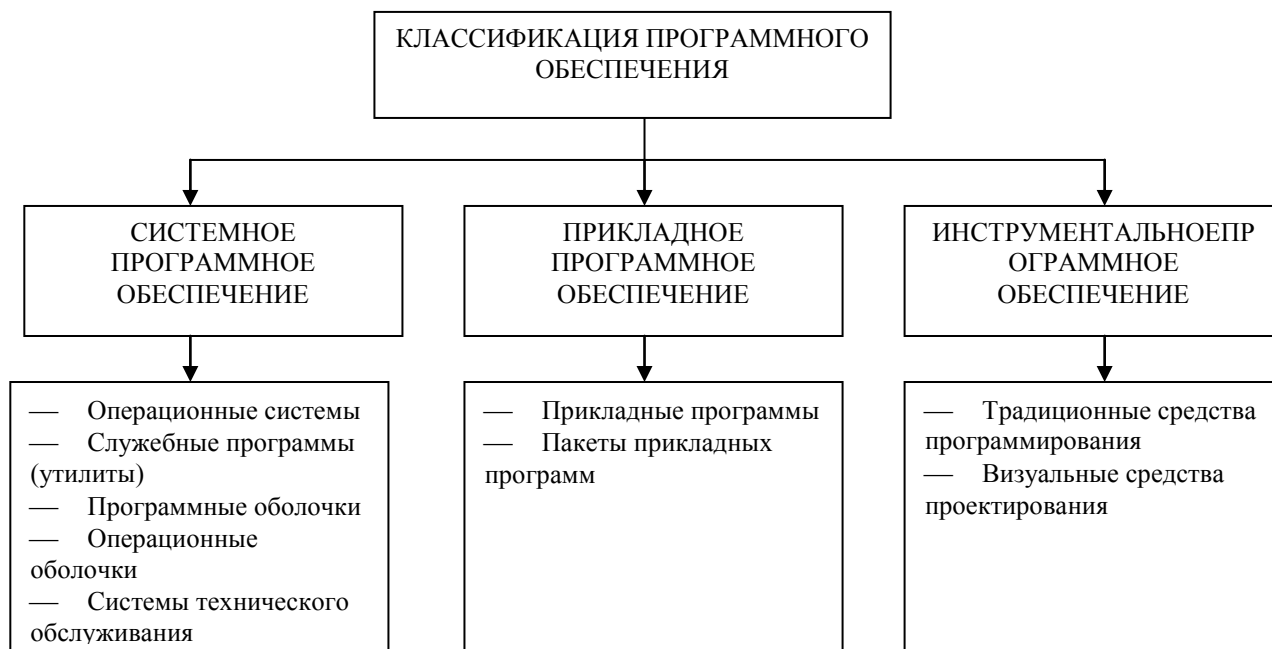 КЛАССИФИКАЦИЯ ПРОГРАММНОГО
ОБЕСПЕЧЕНИЯ
СИСТЕМНОЕ
ПРОГРАММНОЕ
ОБЕСПЕЧЕНИЕ
ПРИКЛАДНОЕ
ПРОГРАММНОЕ
ОБЕСПЕЧЕНИЕ
ИНСТРУМЕНТАЛЬНОЕПР
ОГРАММНОЕ
ОБЕСПЕЧЕНИЕ
— Операционные системы
— Служебные программы
(утилиты)
— Программные оболочки
— Операционные
оболочки
— Системы технического
обслуживания
— Прикладные программы
— Пакеты прикладных
программ
— Традиционные средства
программирования
— Визуальные средства
проектирования